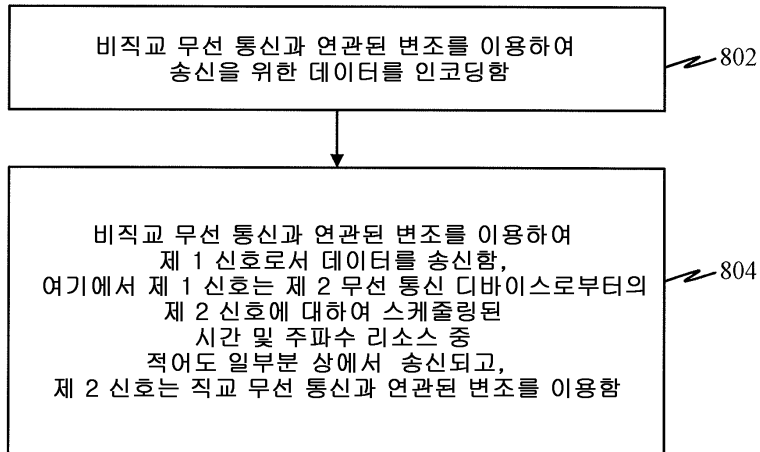 비직교 무선 통신과 연관된 변조를 이용하여
송신을 위한 데이터를 인코딩함
802
비직교 무선 통신과 연관된 변조를 이용하여
제 1 신호로서 데이터를 송신함,
여기에서 제 1 신호는 제 2 무선 통신 디바이스로부터의
제 2 신호에 대하여 스케줄링된
시간 및 주파수 리소스 중
적어도 일부분 상에서 송신되고,
제 2 신호는 직교 무선 통신과 연관된 변조를 이용함
804